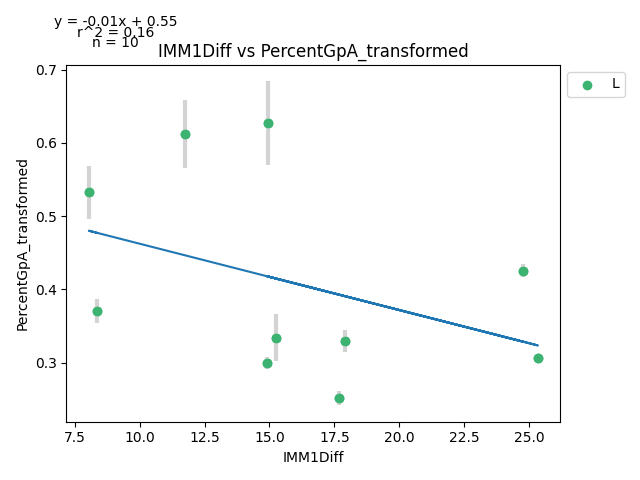 y = -0.01x + 0.55
r^2 = 0.16
n = 10
IMM1Diff vs PercentGpA_transformed
L
PercentGpA_transformed
0.7
0.6
0.5
0.4
0.3
7.5 10.0 12.5 15.0 17.5 20.0 22.5 25.0
IMM1Diff